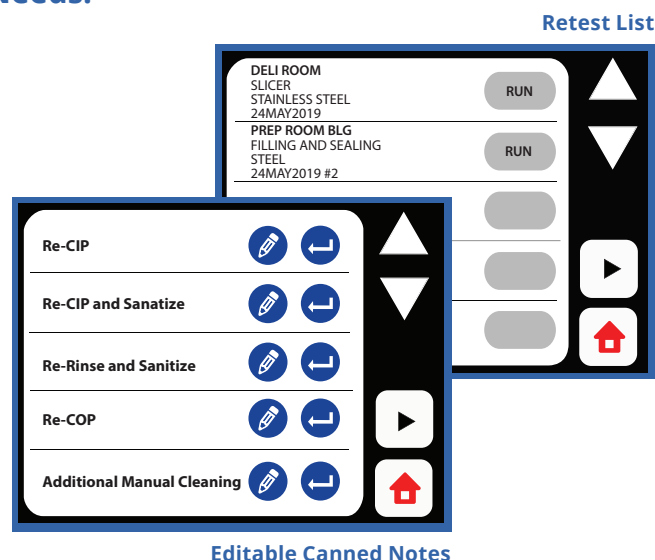 Needs.
Retest List
DELI ROOM
SLICER
STAINLESS STEEL
24MAY2019
RUN
PREP ROOM BLG
FILLING AND SEALING
STEEL
24MAY2019 #2
RUN
Re-CIP
Re-CIP and Sanatize
Re-Rinse and Sanitize
Re-COP
Additional Manual Cleaning
Editable Canned Notes